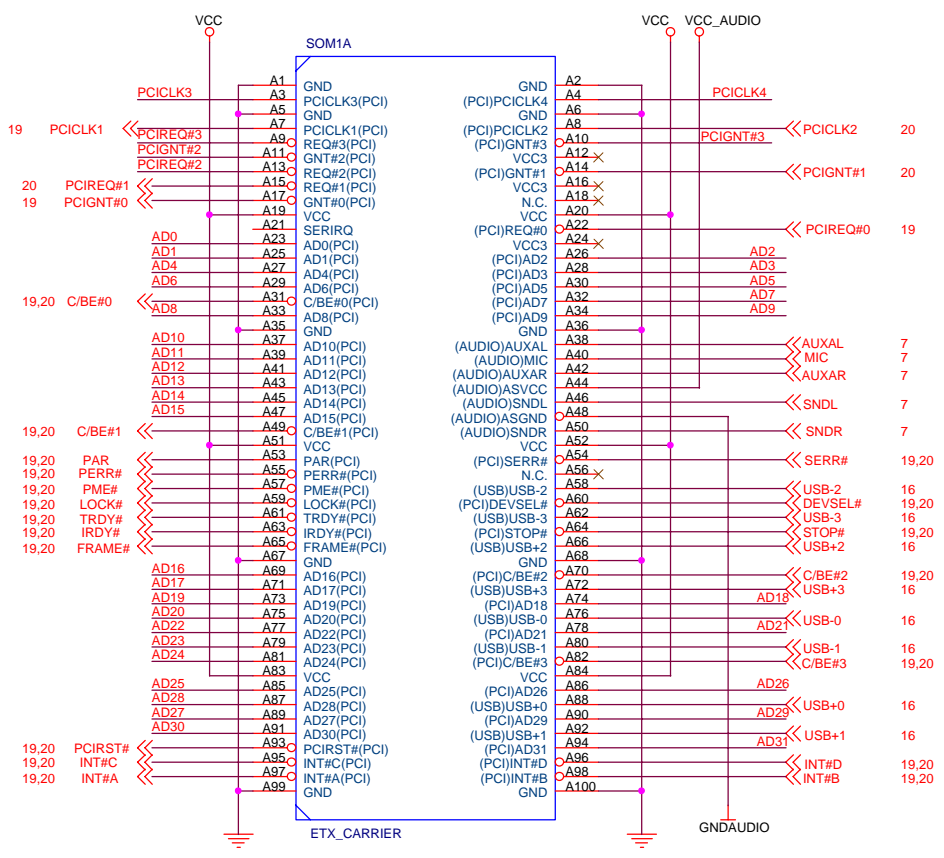 VCC VCC VCC_AUDIO
SOM1A
A1 GND GND A2
PCICLK3 A3 PCICLK3(PCI) (PCI)PCICLK4 A4 PCICLK4
A5 GND GND A6
19 PCICLK1 A7 PCICLK1(PCI) (PCI)PCICLK2 A8 PCICLK2 20
PCIREQ#3 A9 REQ#3(PCI) (PCI)GNT#3 A10 PCIGNT#3
PCIGNT#2 A11 GNT#2(PCI) VCC3 A12
PCIREQ#2 A13 REQ#2(PCI) (PCI)GNT#1 A14 PCIGNT#1 20
20 PCIREQ#1 A15 REQ#1(PCI) VCC3 A16
19 PCIGNT#0 A17 GNT#0(PCI) N.C. A18
A19 VCC VCC A20
A21 SERIRQ (PCI)REQ#0 A22 PCIREQ#0 19
AD0 A23 AD0(PCI) VCC3 A24
AD1 A25 AD1(PCI) (PCI)AD2 A26 AD2
AD4 A27 AD4(PCI) (PCI)AD3 A28 AD3
AD6 A29 AD6(PCI) (PCI)AD5 A30 AD5
19,20 C/BE#0 A31 C/BE#0(PCI) (PCI)AD7 A32 AD7
AD8 A33 AD8(PCI) (PCI)AD9 A34 AD9
A35 GND GND A36
AD10 A37 AD10(PCI) (AUDIO)AUXAL A38 AUXAL 7
AD11 A39 AD11(PCI) (AUDIO)MIC A40 MIC 7
AD12 A41 AD12(PCI) (AUDIO)AUXAR A42 AUXAR 7
AD13 A43 AD13(PCI) (AUDIO)ASVCC A44
AD14 A45 AD14(PCI) (AUDIO)SNDL A46 SNDL 7
AD15 A47 AD15(PCI) (AUDIO)ASGND A48
19,20 C/BE#1 A49 C/BE#1(PCI) (AUDIO)SNDR A50 SNDR 7
A51 VCC VCC A52
19,20 PAR A53 PAR(PCI) (PCI)SERR# A54 SERR# 19,20
19,20 PERR# A55 PERR#(PCI) N.C. A56
19,20 PME# A57 PME#(PCI) (USB)USB-2 A58 USB-2 16
19,20 LOCK# A59 LOCK#(PCI) (PCI)DEVSEL# A60 DEVSEL# 19,20
19,20 TRDY# A61 TRDY#(PCI) (USB)USB-3 A62 USB-3 16
19,20 IRDY# A63 IRDY#(PCI) (PCI)STOP# A64 STOP# 19,20
19,20 FRAME# A65 FRAME#(PCI) (USB)USB+2 A66 USB+2 16
A67 GND GND A68
AD16 A69 AD16(PCI) (PCI)C/BE#2 A70 C/BE#2 19,20
AD17 A71 AD17(PCI) (USB)USB+3 A72 USB+3 16
AD19 A73 AD19(PCI) (PCI)AD18 A74 AD18
AD20 A75 AD20(PCI) (USB)USB-0 A76 USB-0 16
AD22 A77 AD22(PCI) (PCI)AD21 A78 AD21
AD23 A79 AD23(PCI) (USB)USB-1 A80 USB-1 16
AD24 A81 AD24(PCI) (PCI)C/BE#3 A82 C/BE#3 19,20
A83 VCC VCC A84
AD25 A85 AD25(PCI) (PCI)AD26 A86 AD26
AD28 A87 AD28(PCI) (USB)USB+0 A88 USB+0 16
AD27 A89 AD27(PCI) (PCI)AD29 A90 AD29
AD30 A91 AD30(PCI) (USB)USB+1 A92 USB+1 16
19,20 PCIRST# A93 PCIRST#(PCI) (PCI)AD31 A94 AD31
19,20 INT#C A95 INT#C(PCI) (PCI)INT#D A96 INT#D 19,20
19,20 INT#A A97 INT#A(PCI) (PCI)INT#B A98 INT#B 19,20
A99 GND GND A100
ETX_CARRIER GNDAUDIO